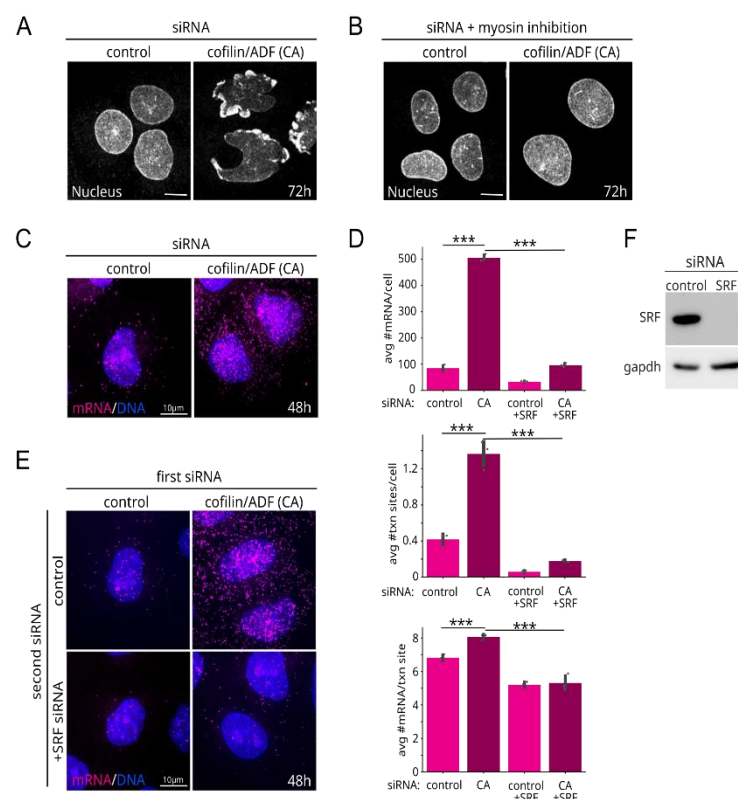 A
siRNA
control cofilin/ADF (CA)
Nucleus 72h
B
siRNA + myosin inhibition
control cofilin/ADF (CA)
Nucleus 72h
C
siRNA
control cofilin/ADF (CA)
mRNA/DNA 10μm 48h
D
*** ***
avg #mRNA/cell
500
400
300
200
100
0
siRNA: control CA control +SRF CA +SRF
*** ***
avg #txn sites/cell
1.2
0.8
0.4
0
siRNA: control CA control +SRF CA +SRF
*** ***
avg #mRNA/txn site
8
6
4
2
0
siRNA: control CA control +SRF CA +SRF
E
first siRNA
control cofilin/ADF (CA)
second siRNA
control
+SRF siRNA
mRNA/DNA 10μm 48h
F
siRNA
control SRF
SRF
gapdh